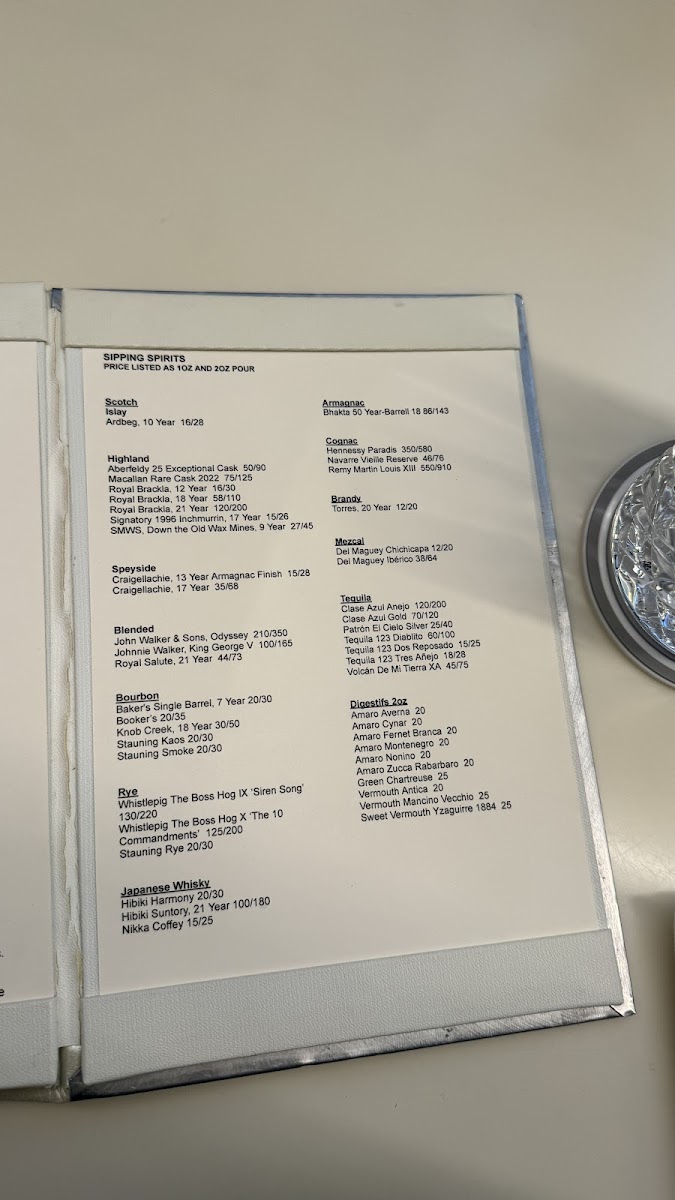 SIPPING SPIRITS
PRICE LISTED AS 1OZ AND 2OZ POUR
Scotch
Islay
Ardbeg, 10 Year 16/28
Highland
Aberfeldy 25 Exceptional Cask 50/90
Macallan Rare Cask 2022 75/125
Royal Brackla, 12 Year 16/30
Royal Brackla, 18 Year 58/110
Royal Brackla, 21 Year 120/200
Signatory 1996 Inchmurrin, 17 Year 15/26
SMWS, Down the Old Wax Mines, 9 Year 27/45
Speyside
Craigellachie, 13 Year Armagnac Finish 15/28
Craigellachie, 17 Year 35/68
Blended
John Walker & Sons, Odyssey 210/350
Johnnie Walker, King George V 100/165
Royal Salute, 21 Year 44/73
Bourbon
Baker's Single Barrel, 7 Year 20/30
Booker's 20/35
Knob Creek, 18 Year 30/50
Stauning Kaos 20/30
Stauning Smoke 20/30
Rye
Whistlepig The Boss Hog IX 'Siren Song'
130/220
Whistlepig The Boss Hog X 'The 10
Commandments' 125/200
Stauning Rye 20/30
Japanese Whisky
Hibiki Harmony 20/30
Hibiki Suntory, 21 Year 100/180
Nikka Coffey 15/25
Armagnac
Bhakta 50 Year-Barrell 18 86/143
Cognac
Hennessy Paradis 350/580
Navarre Vieille Reserve 46/76
Remy Martin Louis XIII 550/910
Brandy
Torres, 20 Year 12/20
Mezcal
Del Maguey Chichicapa 12/20
Del Maguey Ibérico 38/64
Tequila
Clase Azul Anejo 120/200
Clase Azul Gold 70/120
Patrón El Cielo Silver 25/40
Tequila 123 Diablito 60/100
Tequila 123 Dos Reposado 15/25
Tequila 123 Tres Añejo 18/28
Volcán De Mi Tierra XA 45/75
Digestifs 2oz
Amaro Averna 20
Amaro Cynar 20
Amaro Fernet Branca 20
Amaro Montenegro 20
Amaro Nonino 20
Amaro Zucca Rabarbaro 20
Green Chartreuse 25
Vermouth Antica 20
Vermouth Mancino Vecchio 25
Sweet Vermouth Yzaguirre 1884 25